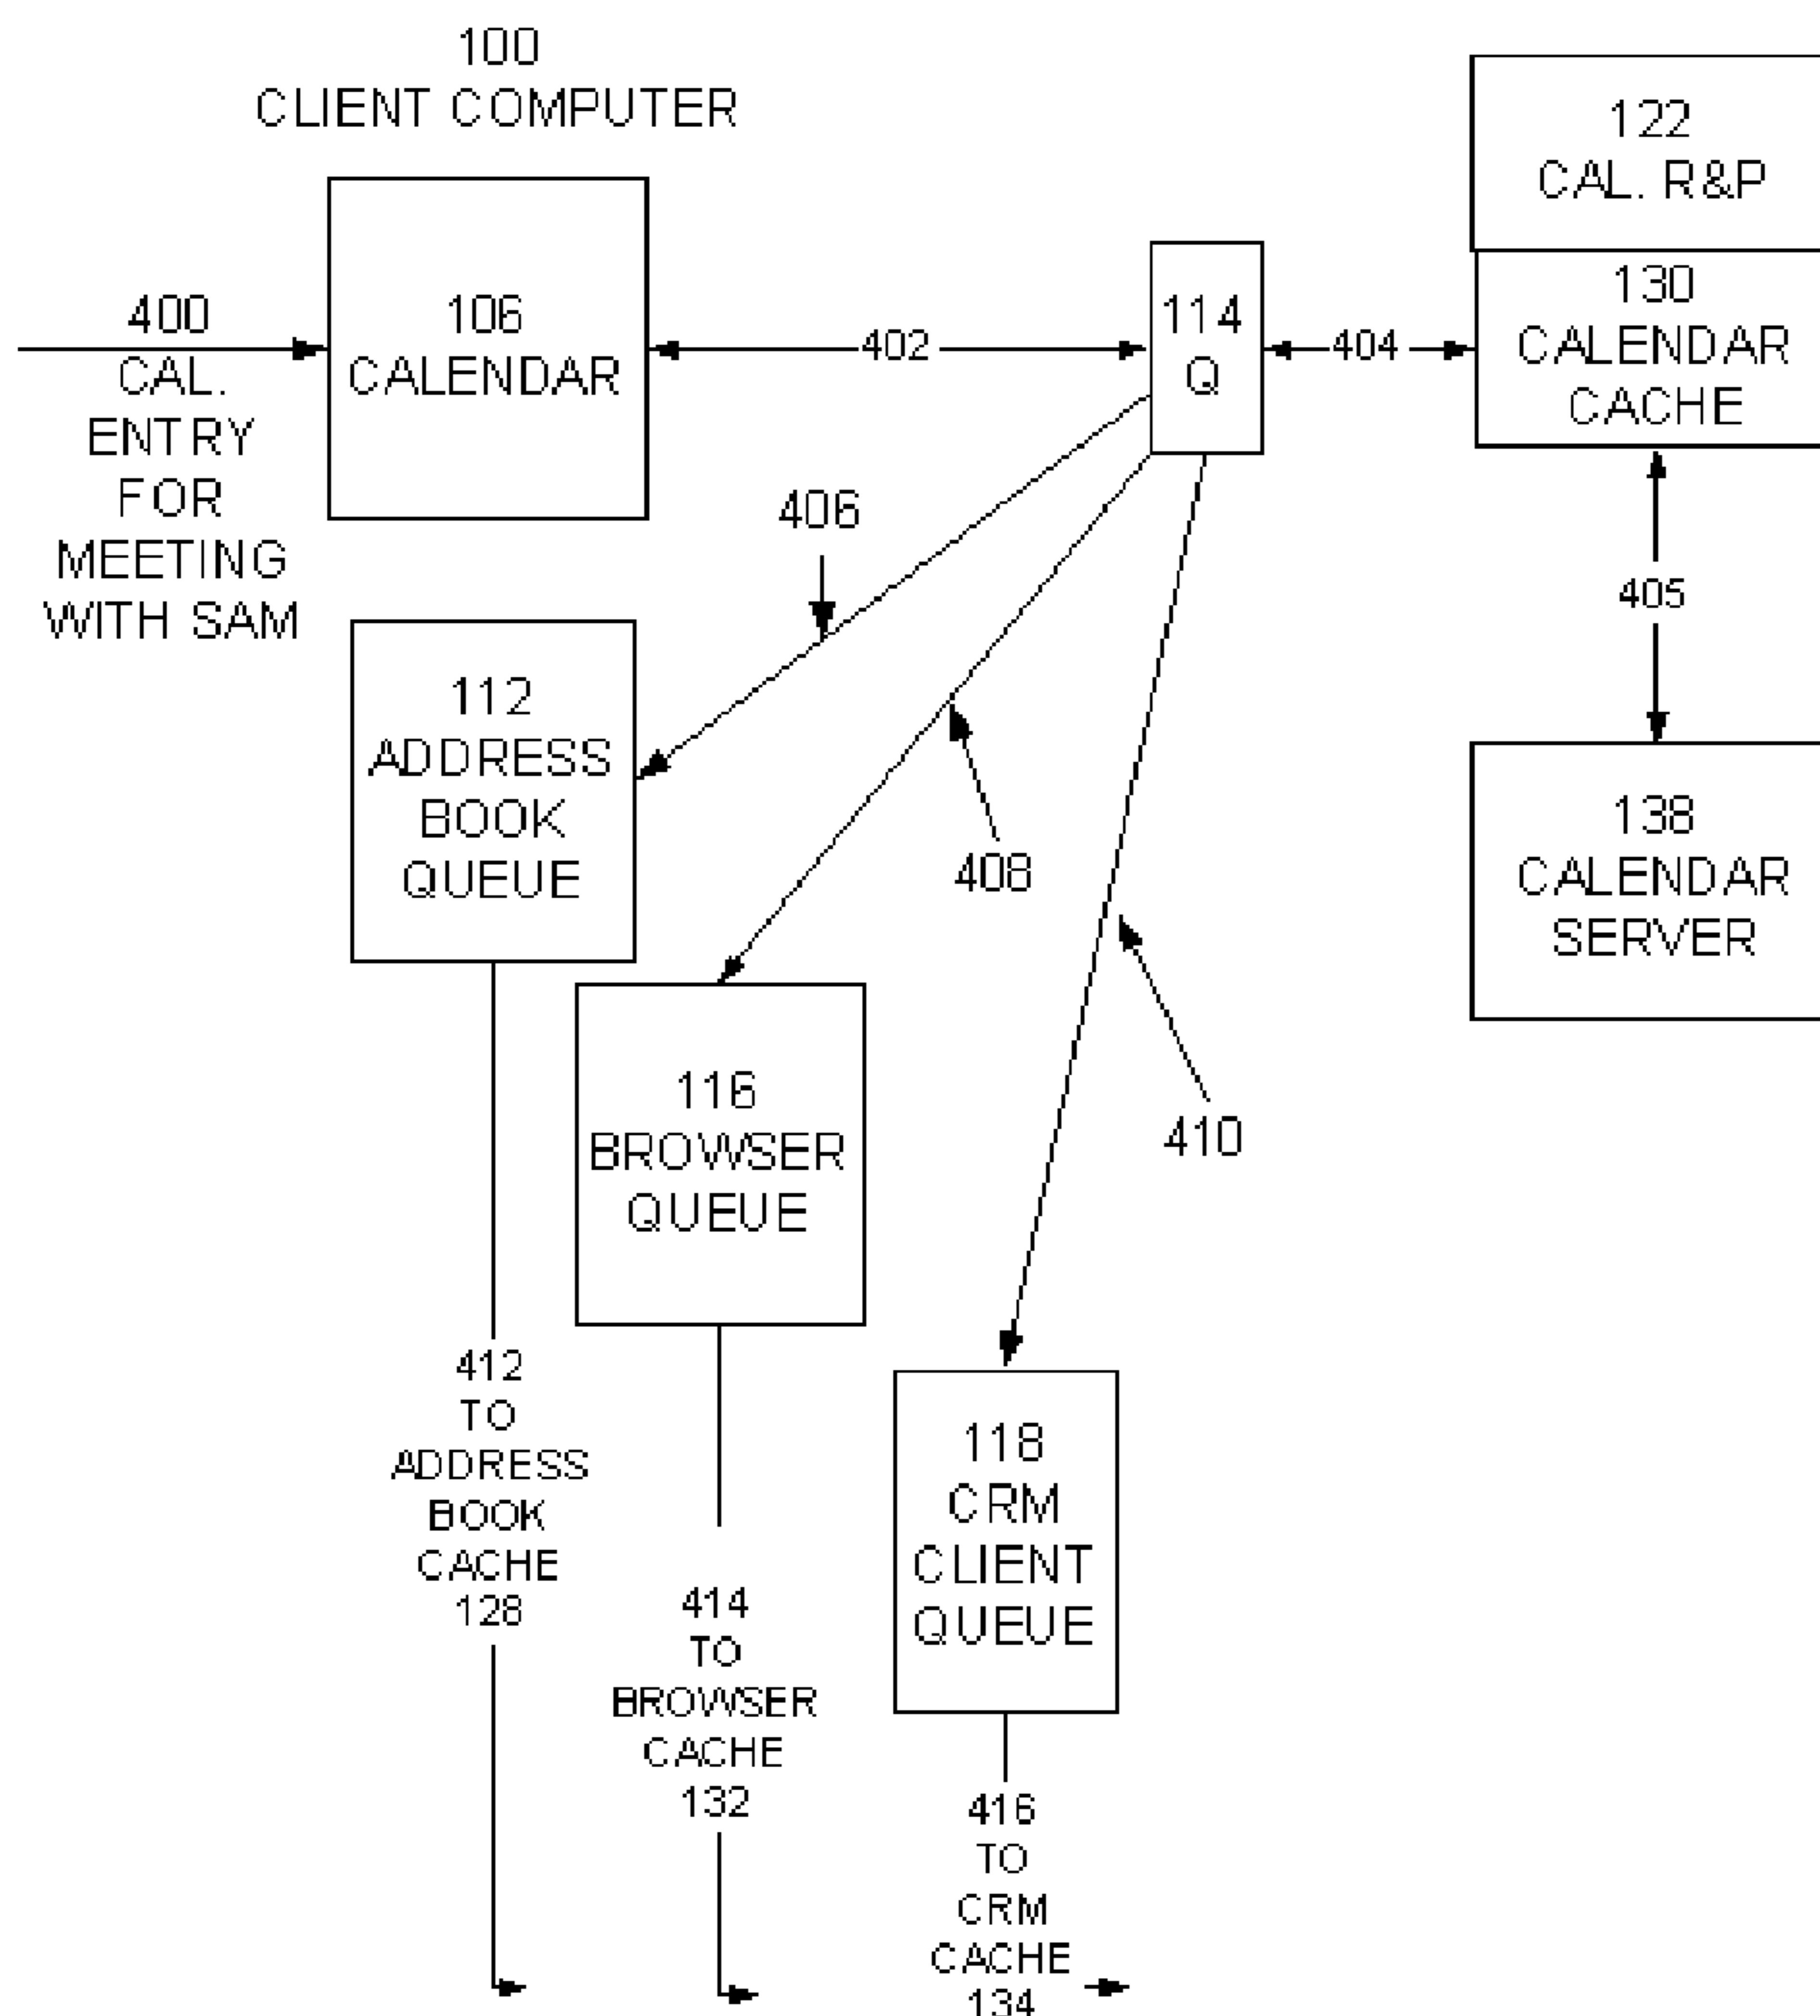 100
CLIENT COMPUTER
122
CAL. R&P
400
CAL.
ENTRY
FOR
MEETING
WITH SAM
106
CALENDAR
402
114
Q
404
130
CALENDAR
CACHE
406
405
112
ADDRESS
BOOK
QUEUE
408
138
CALENDAR
SERVER
116
BROWSER
QUEUE
410
412
TO
ADDRESS
BOOK
CACHE
128
118
CRM
CLIENT
QUEUE
414
TO
BROWSER
CACHE
132
416
TO
CRM
CACHE
134